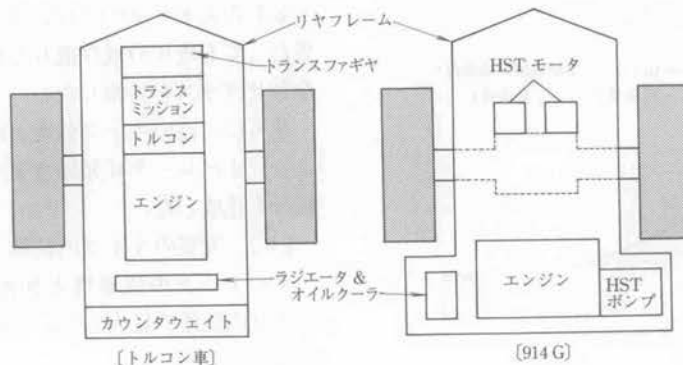 リヤフレーム
トランスファギヤ
トランス
ミッション
トルコン
エンジン
ラジエータ &
オイルクーラ
カウンタウェイト
〔トルコン車〕
HST モータ
エンジン
HST
ポンプ
〔914 G〕